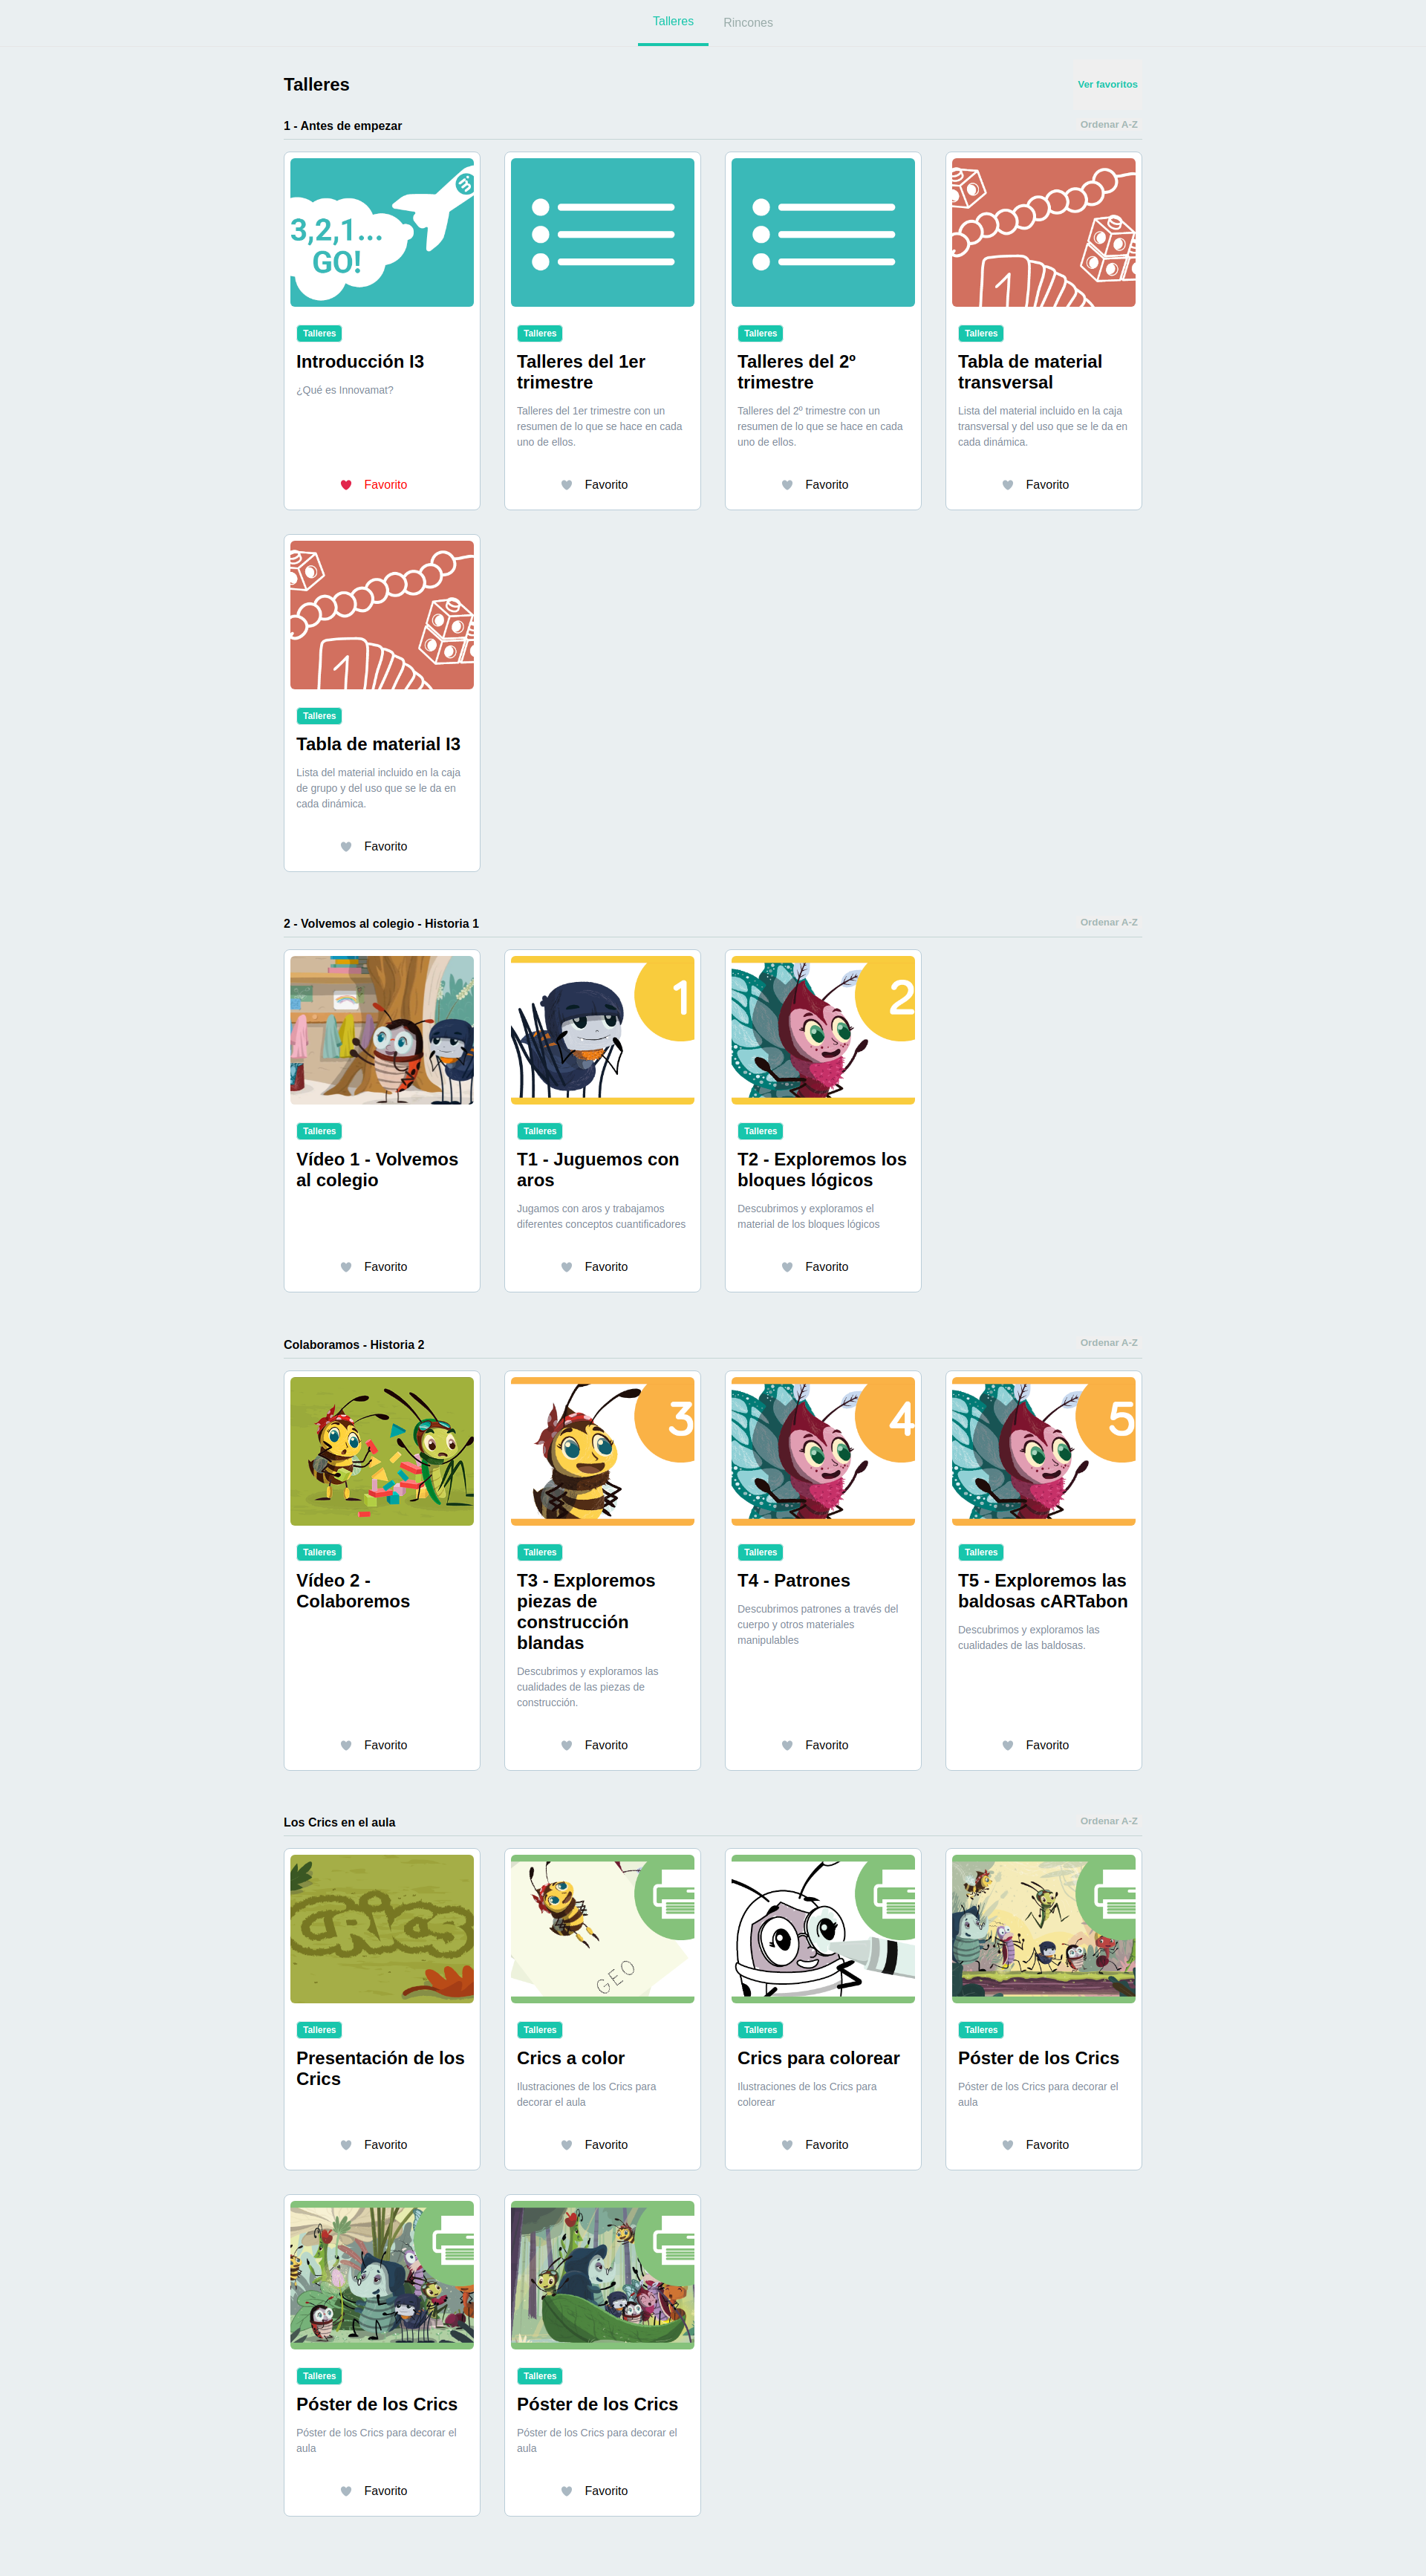 Talleres
Rincones
Talleres
Ver favoritos
1 - Antes de empezar
Ordenar A-Z
3,2,1...
GO!
Talleres
Introducción I3
¿Qué es Innovamat?
Favorito
Talleres
Talleres del 1er
trimestre
Talleres del 1er trimestre con un
resumen de lo que se hace en cada
uno de ellos.
Favorito
Talleres
Talleres del 2º
trimestre
Talleres del 2º trimestre con un
resumen de lo que se hace en cada
uno de ellos.
Favorito
1
Talleres
Tabla de material
transversal
Lista del material incluido en la caja
transversal y del uso que se le da en
cada dinámica.
Favorito
1
Talleres
Tabla de material I3
Lista del material incluido en la caja
de grupo y del uso que se le da en
cada dinámica.
Favorito
2 - Volvemos al colegio - Historia 1
Ordenar A-Z
Talleres
Vídeo 1 - Volvemos
al colegio
Favorito
1
Talleres
T1 - Juguemos con
aros
Jugamos con aros y trabajamos
diferentes conceptos cuantificadores
Favorito
2
Talleres
T2 - Exploremos los
bloques lógicos
Descubrimos y exploramos el
material de los bloques lógicos
Favorito
Colaboramos - Historia 2
Ordenar A-Z
Talleres
Vídeo 2 -
Colaboremos
Favorito
3
Talleres
T3 - Exploremos
piezas de
construcción
blandas
Descubrimos y exploramos las
cualidades de las piezas de
construcción.
Favorito
4
Talleres
T4 - Patrones
Descubrimos patrones a través del
cuerpo y otros materiales
manipulables
Favorito
5
Talleres
T5 - Exploremos las
baldosas cARTabon
Descubrimos y exploramos las
cualidades de las baldosas.
Favorito
Los Crics en el aula
Ordenar A-Z
CRICS
Talleres
Presentación de los
Crics
Favorito
GEO
Talleres
Crics a color
Ilustraciones de los Crics para
decorar el aula
Favorito
Talleres
Crics para colorear
Ilustraciones de los Crics para
colorear
Favorito
Talleres
Póster de los Crics
Póster de los Crics para decorar el
aula
Favorito
Talleres
Póster de los Crics
Póster de los Crics para decorar el
aula
Favorito
Talleres
Póster de los Crics
Póster de los Crics para decorar el
aula
Favorito